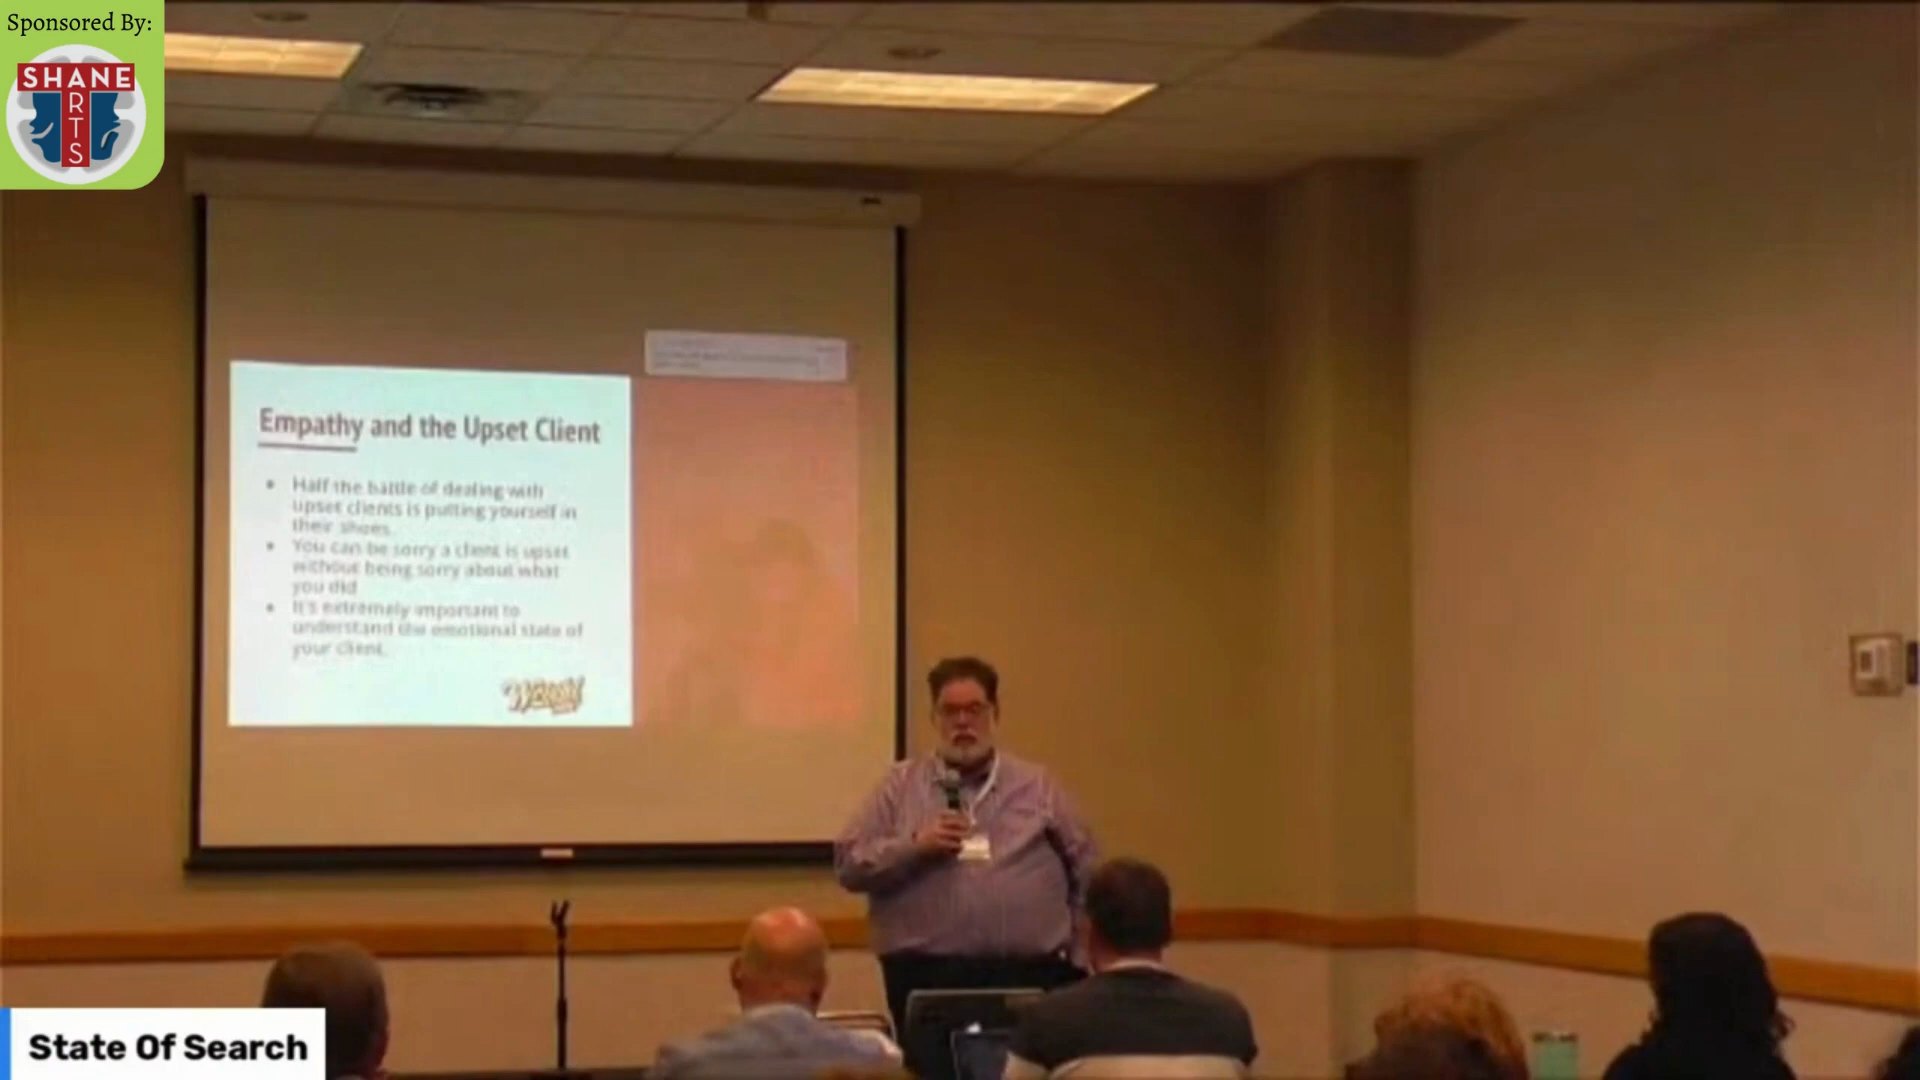 Sponsored By:
SHANE
ARTS
Empathy and the Upset Client
Half the battle of dealing with
upset clients is putting yourself in
their shoes.
You can be sorry a client is upset
without being sorry about what
you did
It's extremely important to
understand the emotional state of
your client.
State Of Search